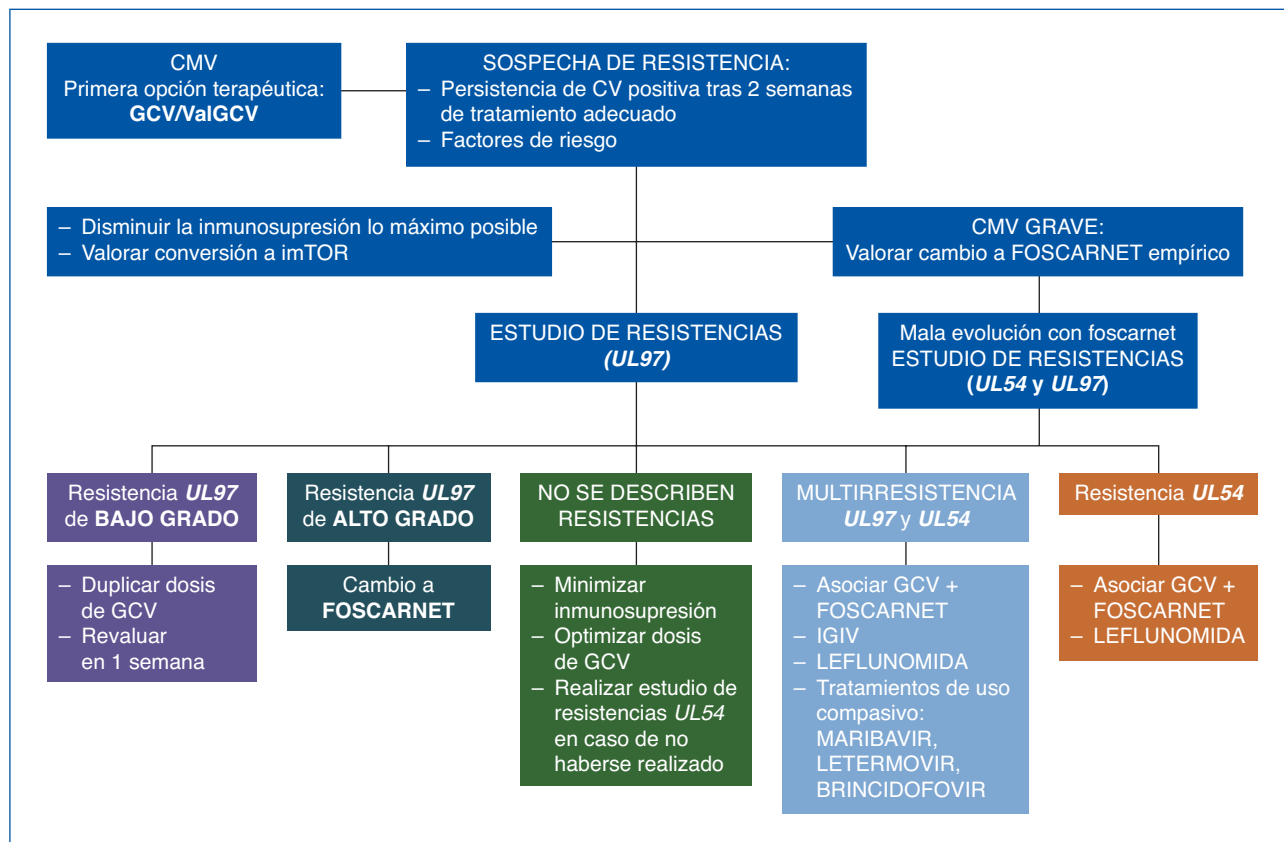 CMV
Primera opción terapéutica:
GCV/ValGCV
SOSPECHA DE RESISTENCIA:
– Persistencia de CV positiva tras 2 semanas
de tratamiento adecuado
– Factores de riesgo
– Disminuir la inmunosupresión lo máximo posible
– Valorar conversión a imTOR
CMV GRAVE:
Valorar cambio a FOSCARNET empírico
ESTUDIO DE RESISTENCIAS
(UL97)
Mala evolución con foscarnet
ESTUDIO DE RESISTENCIAS
(UL54 y UL97)
Resistencia UL97
de BAJO GRADO
– Duplicar dosis
de GCV
– Revaluar
en 1 semana
Resistencia UL97
de ALTO GRADO
Cambio a
FOSCARNET
NO SE DESCRIBEN
RESISTENCIAS
– Minimizar
inmunosupresión
– Optimizar dosis
de GCV
– Realizar estudio de
resistencias UL54
en caso de no
haberse realizado
MULTIRRESISTENCIA
UL97 y UL54
– Asociar GCV +
FOSCARNET
– IGIV
– LEFLUNOMIDA
– Tratamientos de uso
compasivo:
MARIBAVIR,
LETERMOVIR,
BRINCIDOFOVIR
Resistencia UL54
– Asociar GCV +
FOSCARNET
– LEFLUNOMIDA